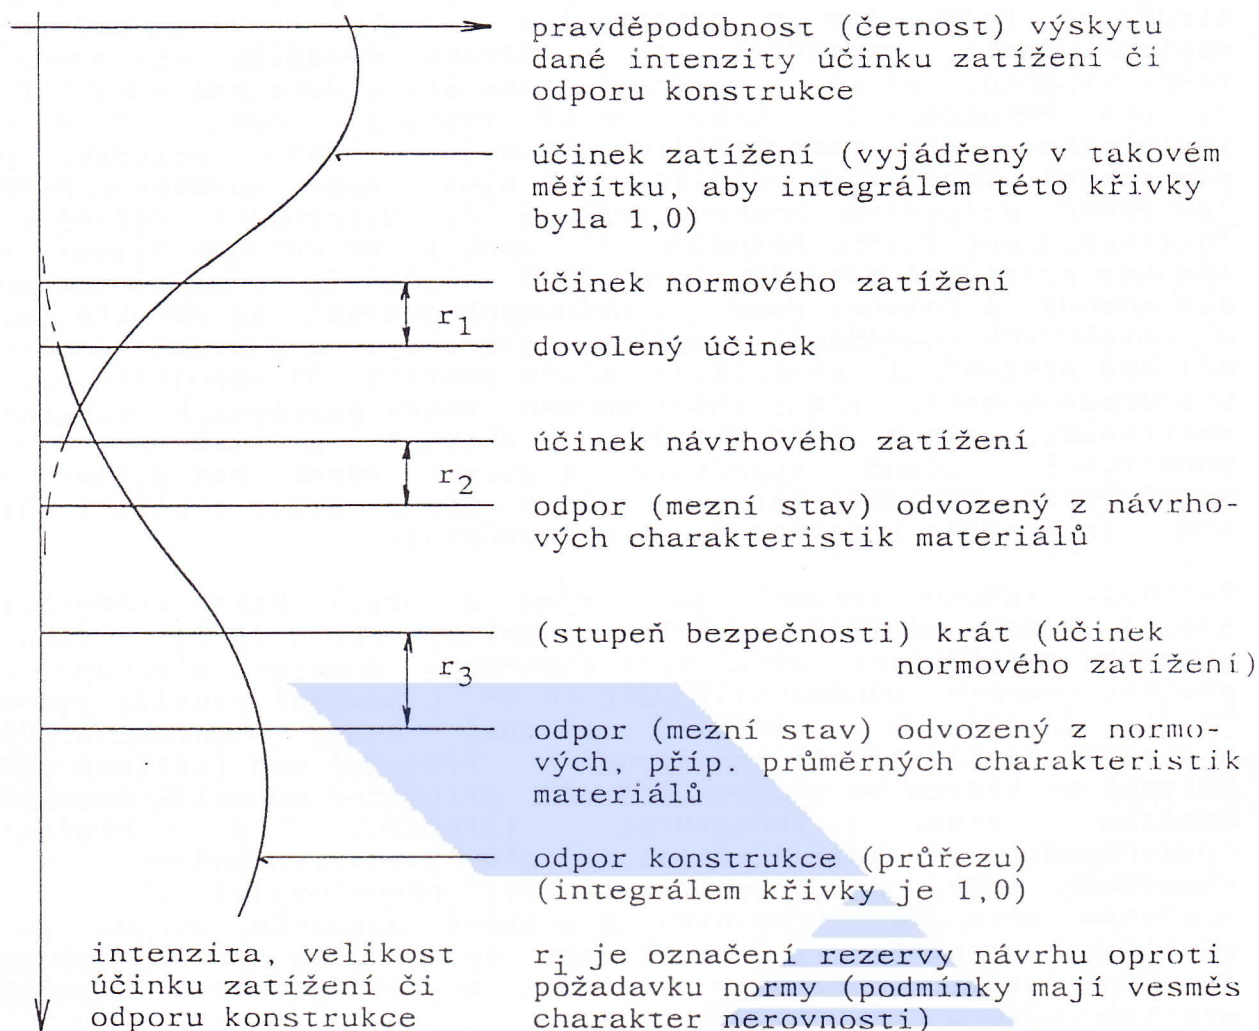 pravděpodobnost (četnost) výskytu
dané intenzity účinku zatížení či
odporu konstrukce
účinek zatížení (vyjádřený v takovém
měřítku, aby integrálem této křivky
byla 1,0)
účinek normového zatížení
r1
dovolený účinek
účinek návrhového zatížení
r2
odpor (mezní stav) odvozený z návrho-
vých charakteristik materiálů
(stupeň bezpečnosti) krát (účinek
normového zatížení)
r3
odpor (mezní stav) odvozený z normo-
vých, příp. průměrných charakteristik
materiálů
odpor konstrukce (průřezu)
(integrálem křivky je 1,0)
intenzita, velikost
účinku zatížení či
odporu konstrukce
ri je označení rezervy návrhu oproti
požadavku normy (podmínky mají vesměs
charakter nerovnosti)